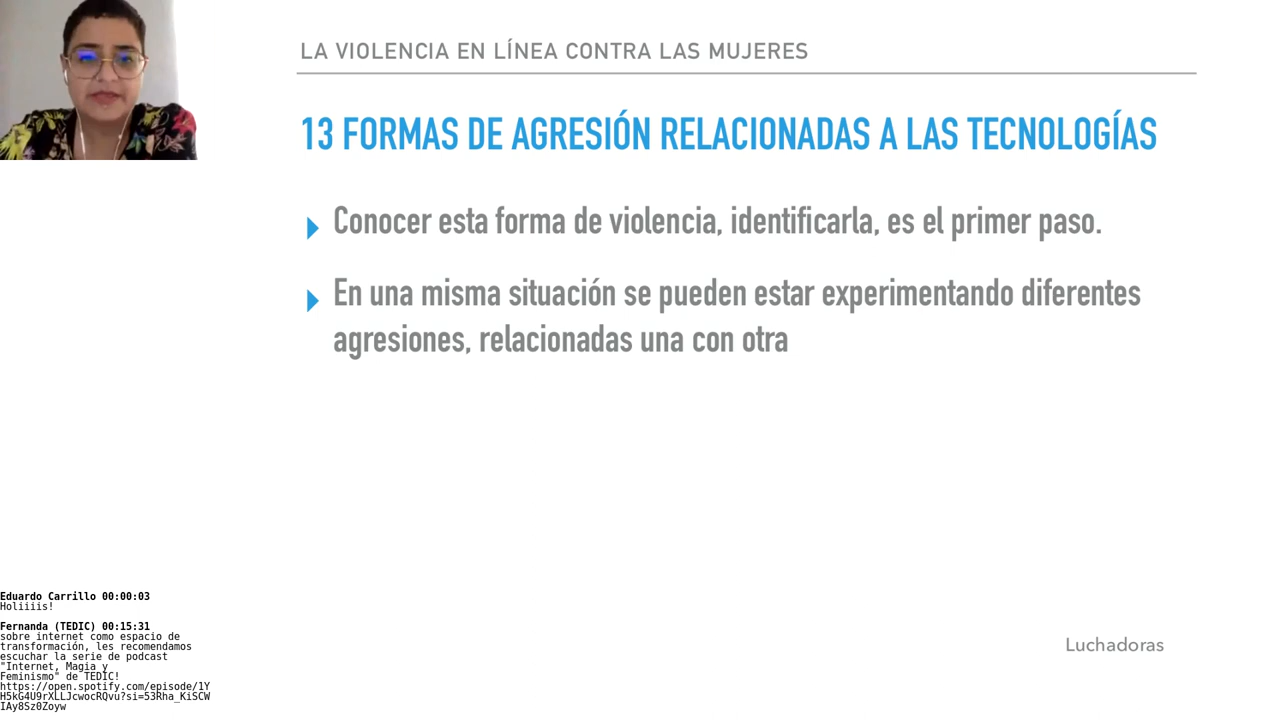 LA VIOLENCIA EN LÍNEA CONTRA LAS MUJERES
13 FORMAS DE AGRESIÓN RELACIONADAS A LAS TECNOLOGÍAS
Conocer esta forma de violencia, identificarla, es el primer paso.
En una misma situación se pueden estar experimentando diferentes
agresiones, relacionadas una con otra
Luchadoras
Eduardo Carrillo 00:00:03
Holiiiis!
Fernanda (TEDIC) 00:15:31
sobre internet como espacio de
transformación, les recomendamos
escuchar la serie de podcast
"Internet, Magia y
Feminismo" de TEDIC!
https://open.spotify.com/episode/1Y
H5kG4U9rXLLJcwocRQvu?si=53Rha_KiSCW
IAy8Sz0Zoyw